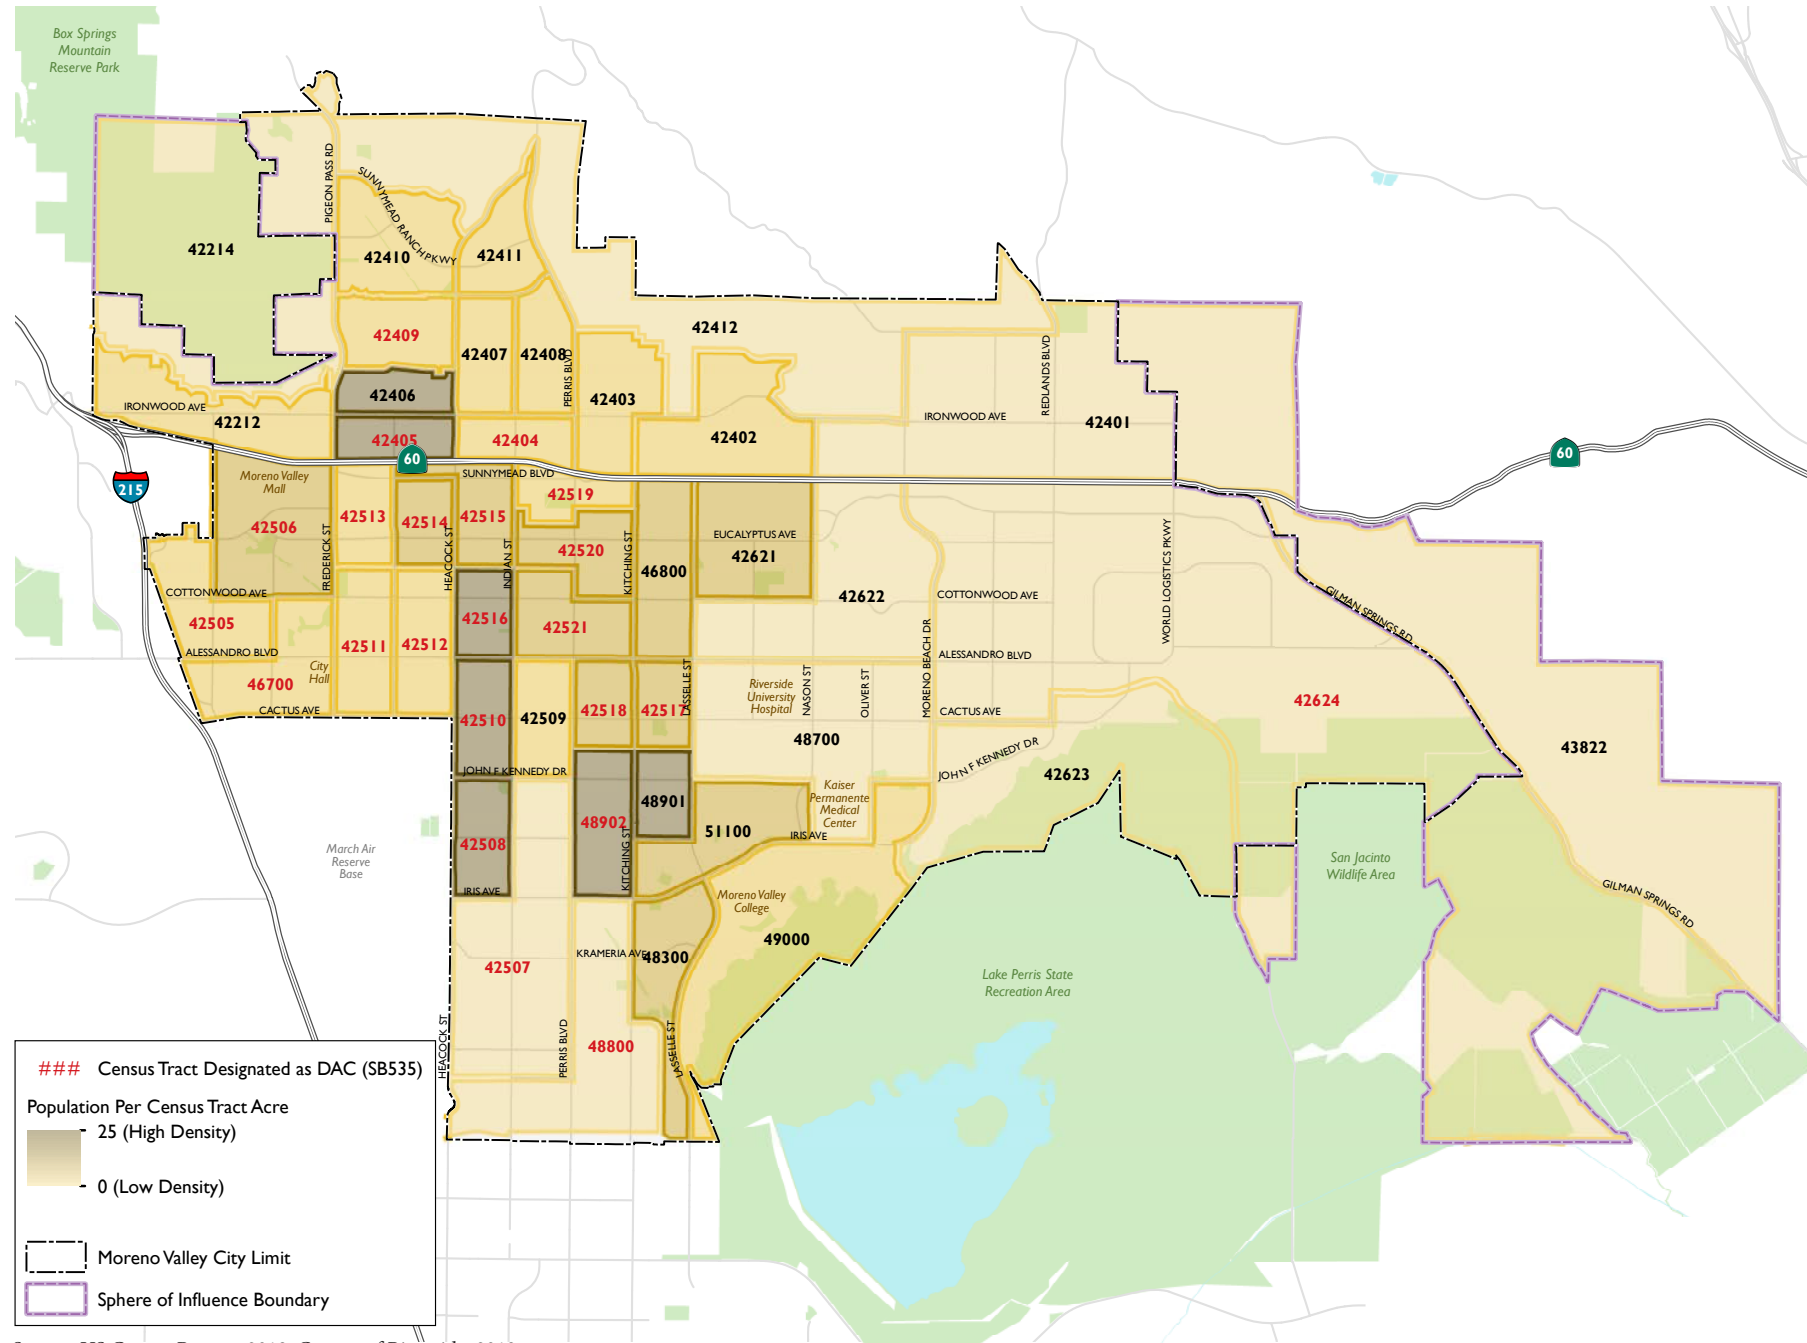 Box Springs
Mountain
Reserve Park
PIGEON PASS RD
SUNNYMEAD RANCH PKWY
42214
42410
42411
42409
42407
42408
42412
PERRIS BLVD
REDLANDS BLVD
42406
42403
IRONWOOD AVE
42212
42405
42404
42402
IRONWOOD AVE
42401
60
60
215
SUNNYMEAD BLVD
Moreno Valley
Mall
42519
42506
42513
42514
42515
FREDERICK ST
HEACOCK ST
INDIAN ST
42520
KITCHING ST
46800
EUCALYPTUS AVE
42621
WORLD LOGISTICS PKWY
COTTONWOOD AVE
42622
COTTONWOOD AVE
GILMAN SPRINGS RD
42505
42511
42512
42516
42521
ALESSANDRO BLVD
ALESSANDRO BLVD
City
Hall
46700
CACTUS AVE
LASSELLE ST
Riverside
University
Hospital
NASON ST
OLIVER ST
MORENO BEACH DR
CACTUS AVE
42624
42510
42509
42518
42517
48700
43822
JOHN F KENNEDY DR
JOHN F KENNEDY DR
42623
48901
Kaiser
Permanente
Medical
Center
48902
51100
IRIS AVE
42508
KITCHING ST
IRIS AVE
March Air
Reserve
Base
San Jacinto
Wildlife Area
GILMAN SPRINGS RD
Moreno Valley
College
49000
KRAMERIA AVE
48300
42507
Lake Perris State
Recreation Area
HEACOCK ST
PERRIS BLVD
48800
LASSELLE ST
### Census Tract Designated as DAC (SB535)
Population Per Census Tract Acre
25 (High Density)
0 (Low Density)
Moreno Valley City Limit
Sphere of Influence Boundary